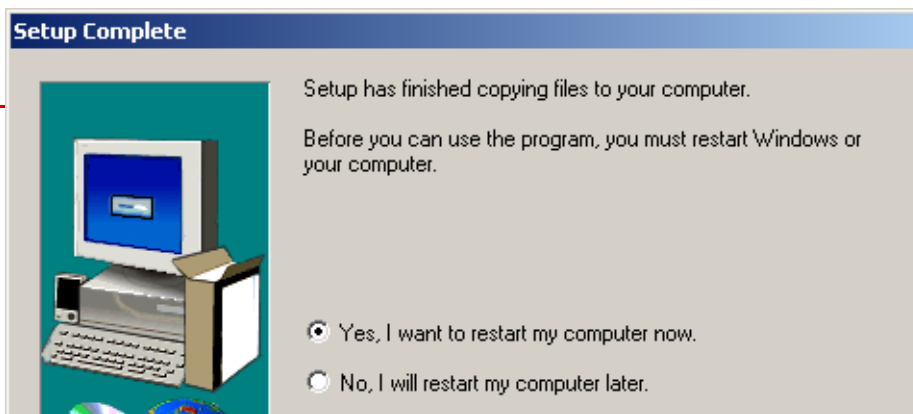 Setup Complete
Setup has finished copying files to your computer.
Before you can use the program, you must restart Windows or
your computer.
Yes, I want to restart my computer now.
No, I will restart my computer later.